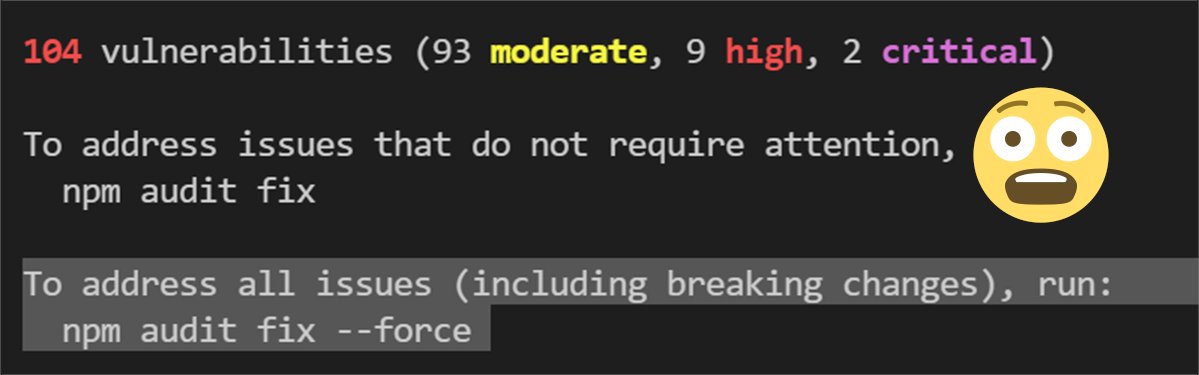 104 vulnerabilities (93 moderate, 9 high, 2 critical)
To address issues that do not require attention,
npm audit fix
To address all issues (including breaking changes), run:
npm audit fix --force